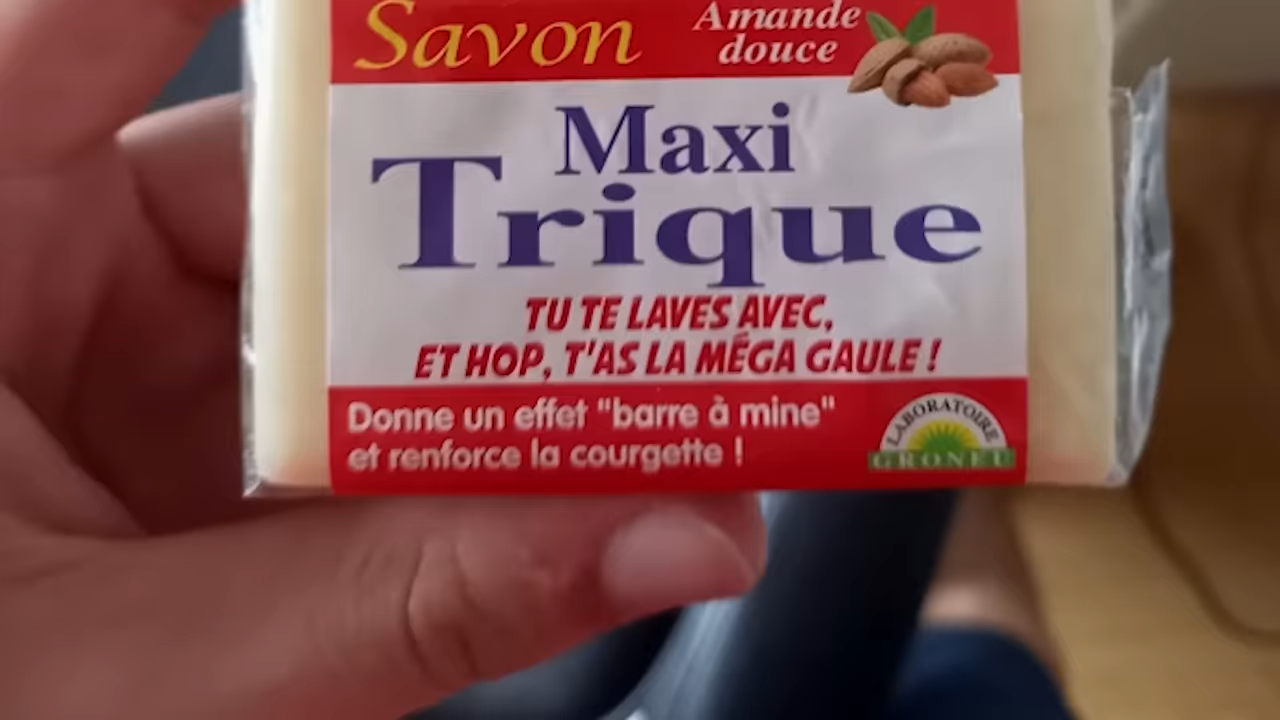 Savon
Amande
douce
Maxi
Trique
TU TE LAVES AVEC,
ET HOP, T'AS LA MÉGA GAULE !
Donne un effet "barre à mine"
et renforce la courgette !
LABORATOIRE